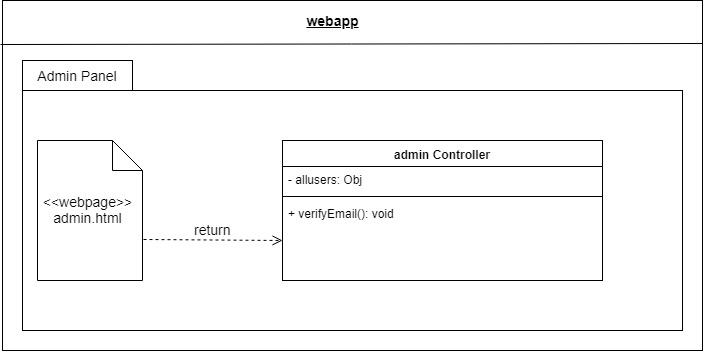 webapp
Admin Panel
admin Controller
- allusers: Obj
<<webpage>>
admin.html
+ verifyEmail(): void
return